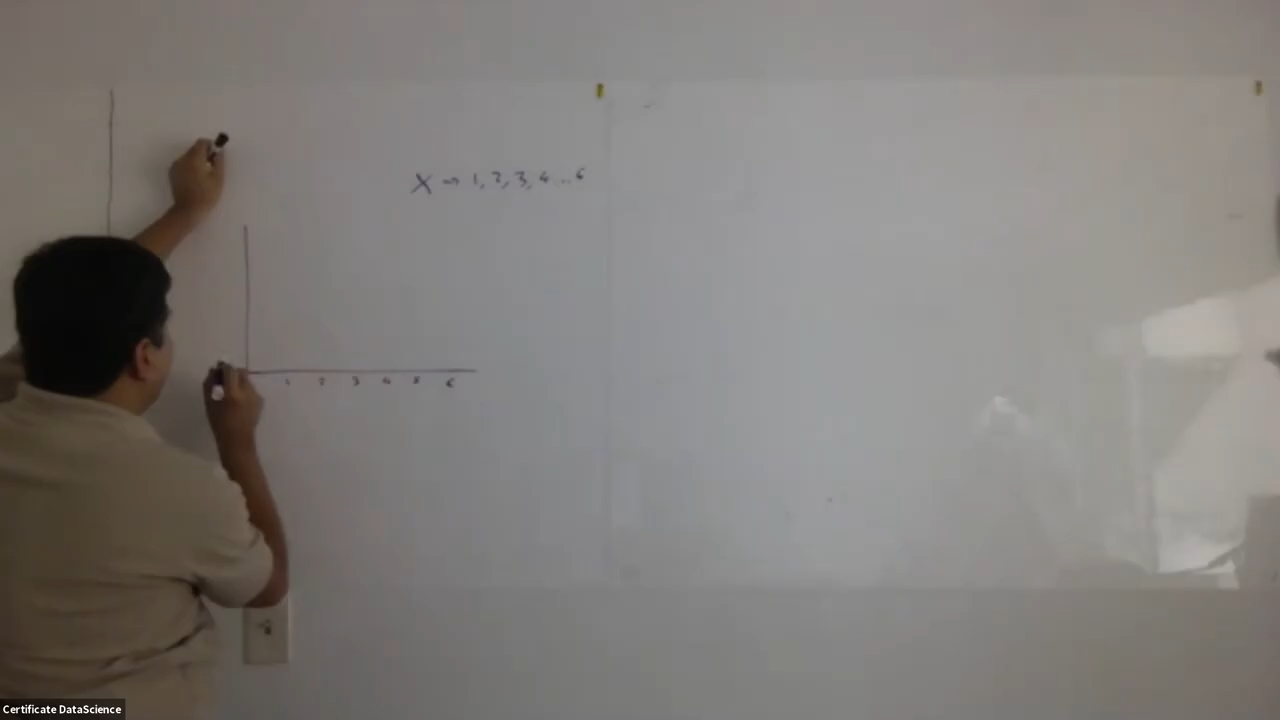 X → 1, 2, 3, 4 ... 6
1 2 3 4 5 6
Certificate DataScience